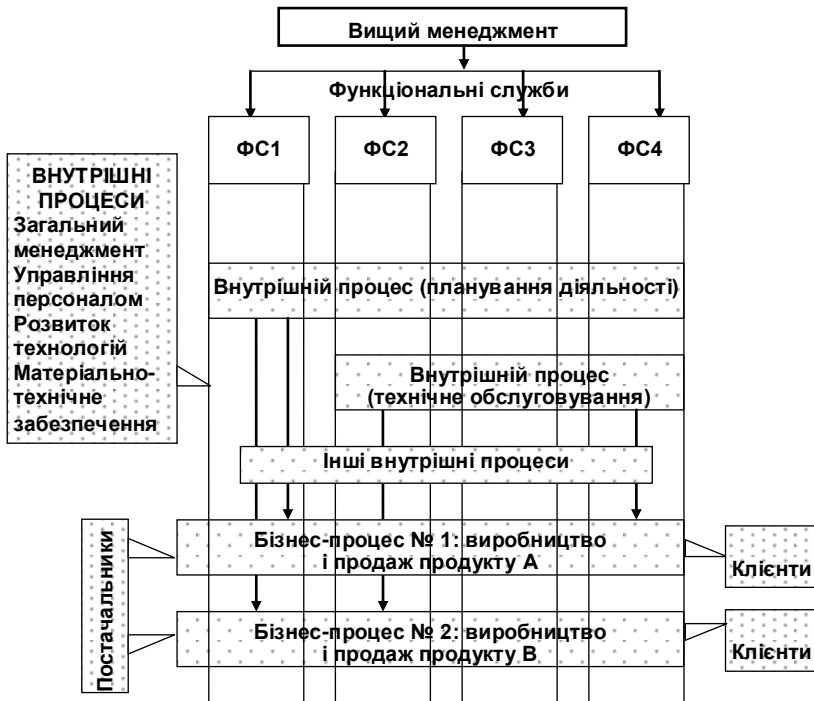 Вищий менеджмент
Функціональні служби
ФС1
ФС2
ФС3
ФС4
ВНУТРІШНІ
ПРОЦЕСИ
Загальний
менеджмент
Управління
персоналом
Розвиток
технологій
Матеріально-
технічне
забезпечення
Внутрішній процес (планування діяльності)
Внутрішній процес
(технічне обслуговування)
Інші внутрішні процеси
Постачальники
Бізнес-процес № 1: виробництво
і продаж продукту А
Клієнти
Бізнес-процес № 2: виробництво
і продаж продукту В
Клієнти